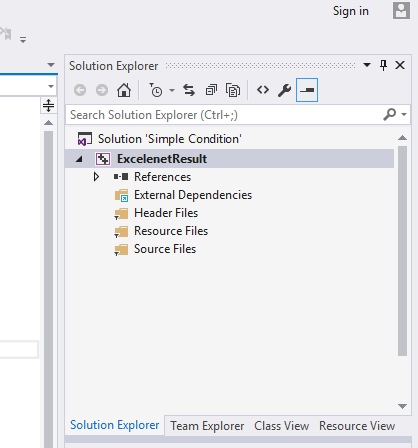 Sign in
Solution Explorer
Search Solution Explorer (Ctrl+;)
Solution 'Simple Condition'
ExcelenetResult
References
External Dependencies
Header Files
Resource Files
Source Files
Solution Explorer Team Explorer Class View Resource View